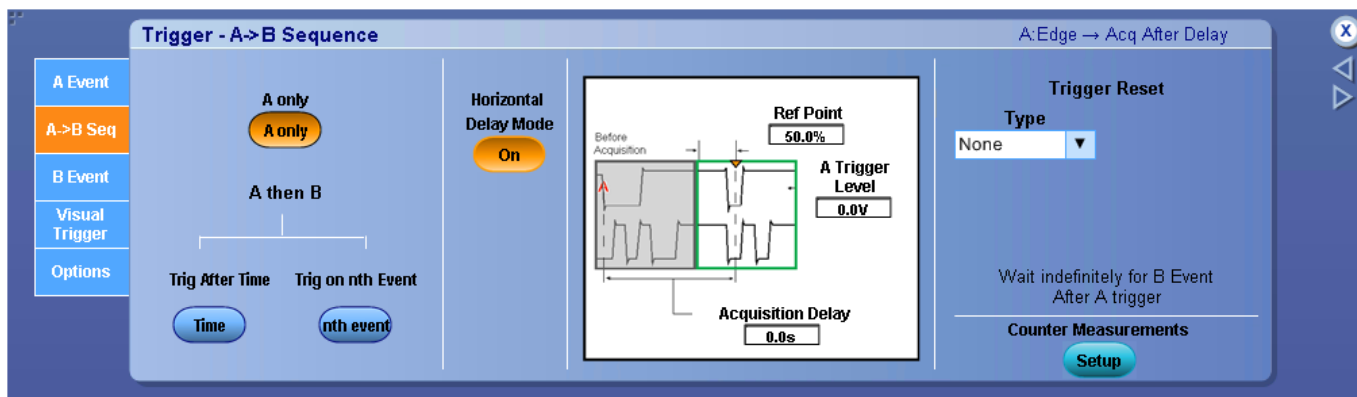 Trigger - A->B Sequence
A:Edge → Acq After Delay
X
A Event
A->B Seq
B Event
Visual
Trigger
Options
A only
A only
A then B
Trig After Time
Time
Trig on nth Event
nth event
Horizontal
Delay Mode
On
Before
Acquisition
A
Ref Point
50.0%
A Trigger
Level
0.0V
Acquisition Delay
0.0s
Trigger Reset
Type
None
Wait indefinitely for B Event
After A trigger
Counter Measurements
Setup